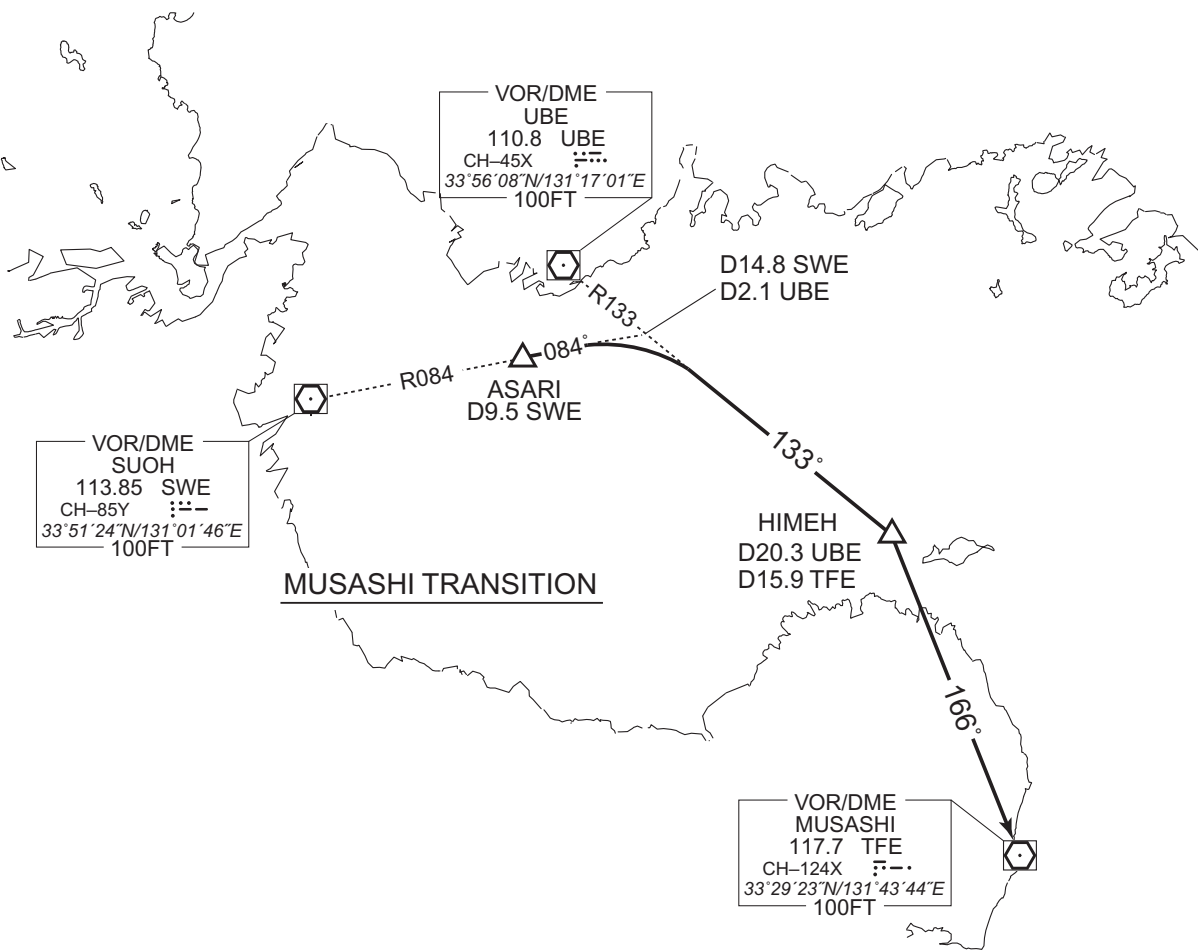 VOR/DME
UBE
110.8 UBE
CH–45X
33°56′08″N/131°17′01″E
100FT
D14.8 SWE
D2.1 UBE
R133
084°
R084
ASARI
D9.5 SWE
VOR/DME
SUOH
113.85 SWE
CH–85Y
33°51′24″N/131°01′46″E
100FT
133°
HIMEH
D20.3 UBE
D15.9 TFE
MUSASHI TRANSITION
166°
VOR/DME
MUSASHI
117.7 TFE
CH–124X
33°29′23″N/131°43′44″E
100FT